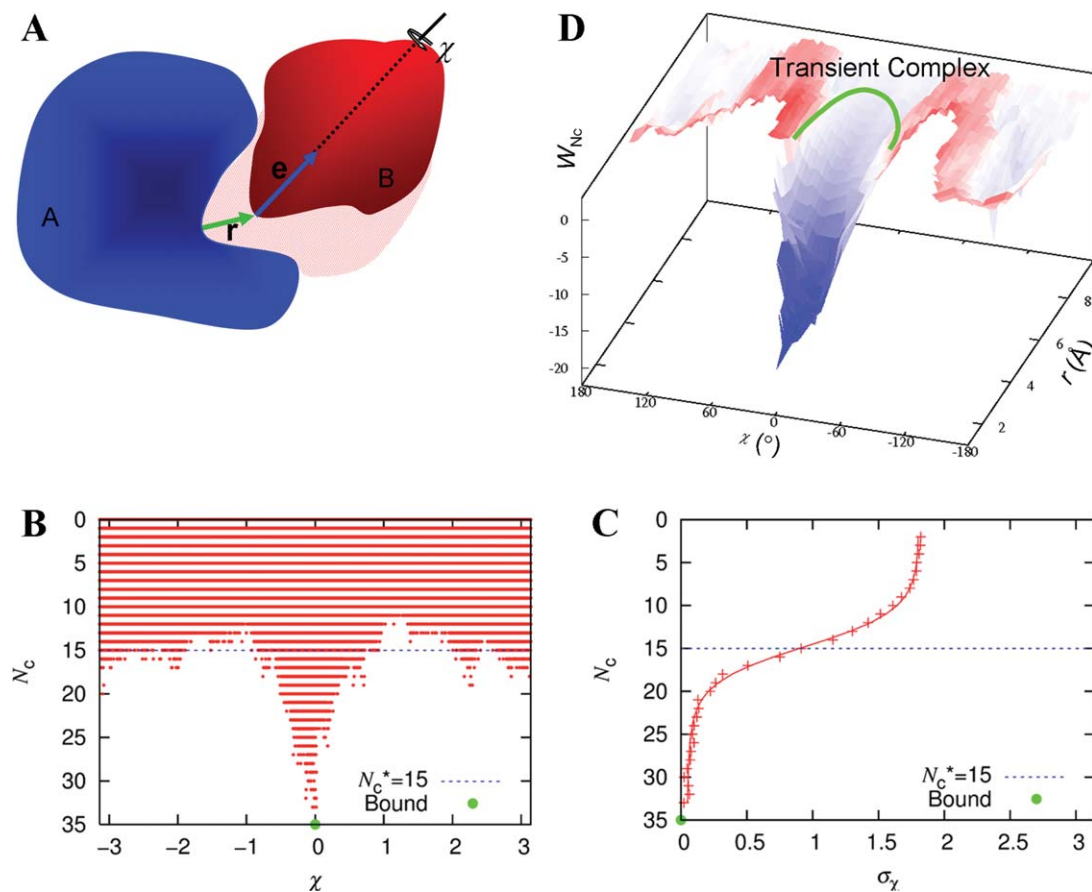 A
χ
e
B
A
r
D
Transient Complex
W_Nc
0
-5
-10
-15
-20
180
120
60
0
-60
-120
-180
χ (°)
2
4
6
8
r (Å)
B
0
5
10
15
20
25
30
35
N_c
N_c*=15
Bound
−3 −2 −1 0 1 2 3
χ
C
0
5
10
15
20
25
30
35
N_c
N_c*=15
Bound
0 0.5 1 1.5 2 2.5 3
σ_χ